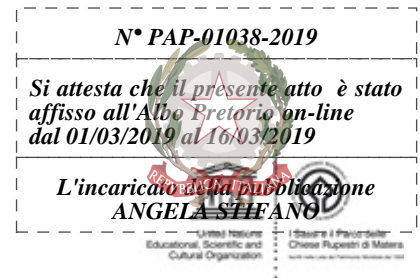 N° PAP-01038-2019
Si attesta che il presente atto è stato
affisso all'Albo Pretorio on-line
dal 01/03/2019 al 16/03/2019
L'incaricato della pubblicazione
ANGELA STIFANO
United Nations
Educational, Scientific and
Cultural Organization
I Sassi e il Parco delle
Chiese Rupestri di Matera